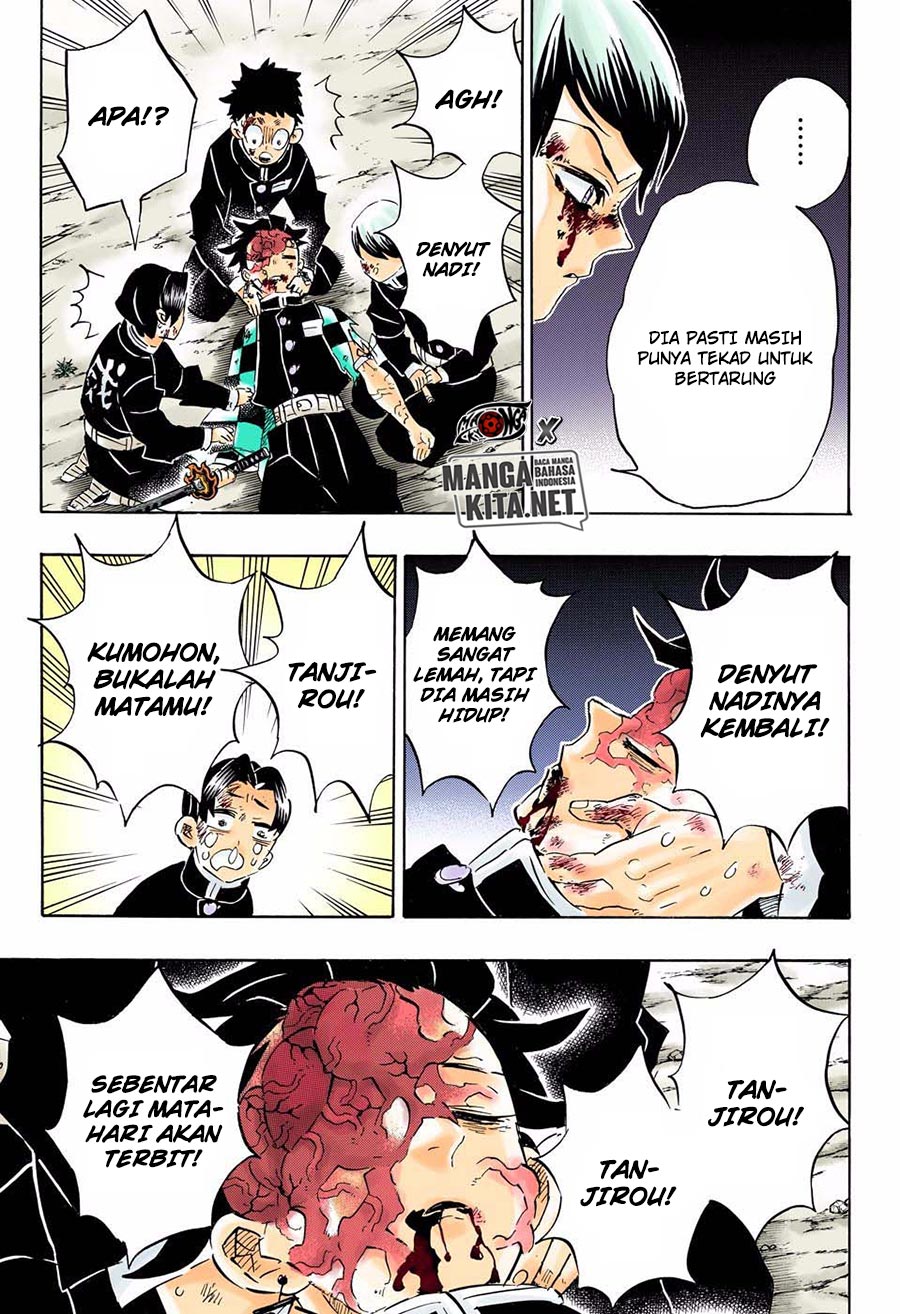 ......
DIA PASTI MASIH
PUNYA TEKAD UNTUK
BERTARUNG
AGH!
DENYUT
NADI!
APA!?
MANGA
KITA.NET
BACA MANGA
BAHASA
INDONESIA
X
DENYUT
NADINYA
KEMBALI!
MEMANG
SANGAT
LEMAH, TAPI
DIA MASIH
HIDUP!
TANJI-
ROU!
KUMOHON,
BUKALAH
MATAMU!
TAN-
JIROU!
TAN-
JIROU!
SEBENTAR
LAGI MATA-
HARI AKAN
TERBIT!